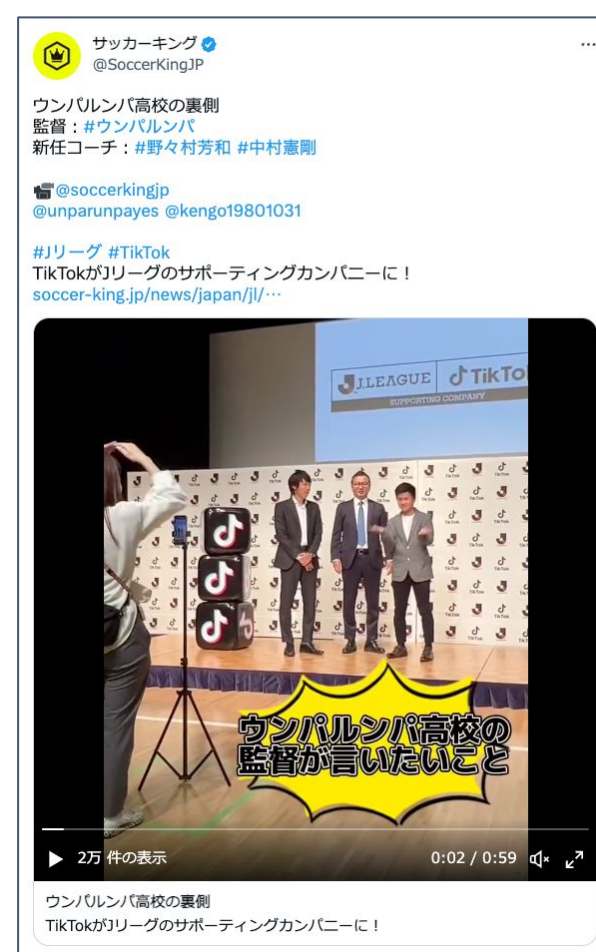 サッカーキング
@SoccerKingJP
ウンパルンパ高校の裏側
監督：#ウンパルンパ
新任コーチ：#野々村芳和 #中村憲剛
@soccerkingjp
@unparunpayes @kengo19801031
#Jリーグ #TikTok
TikTokがJリーグのサポーティングカンパニーに！
soccer-king.jp/news/japan/jl/…
J.LEAGUE TikTo
SUPPORTING COMPANY
ウンパルンパ高校の
監督が言いたいこと
2万 件の表示 0:02 / 0:59
ウンパルンパ高校の裏側
TikTokがJリーグのサポーティングカンパニーに！